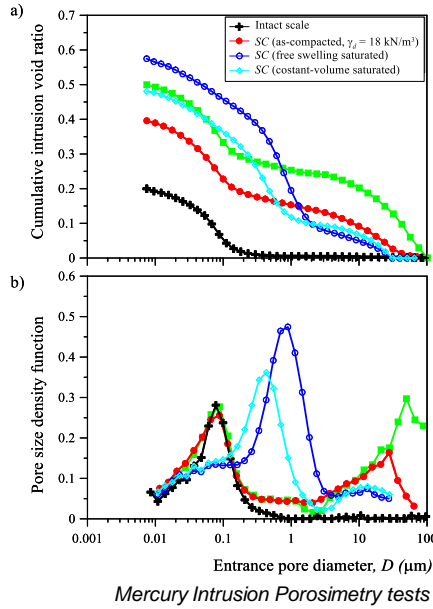 a)
0.7
0.6
0.5
0.4
0.3
0.2
0.1
0
Cumulative intrusion void ratio
Intact scale
SC (as-compacted, γd = 18 kN/m³)
SC (free swelling saturated)
SC (costant-volume saturated)
b)
0.6
0.5
0.4
0.3
0.2
0.1
0
Pore size density function
0.001 0.01 0.1 1 10 100
Entrance pore diameter, D (μm)
Mercury Intrusion Porosimetry tests